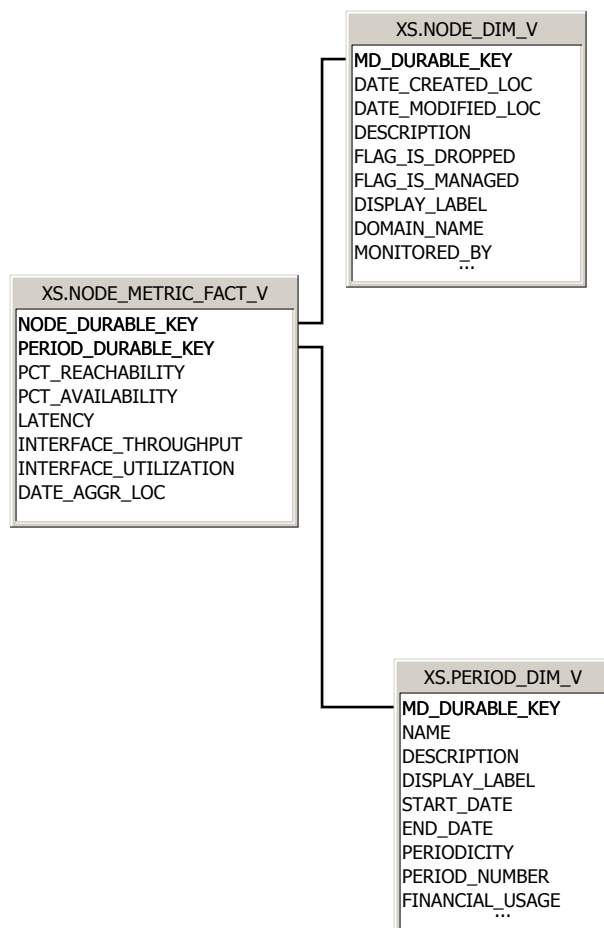 XS.NODE_DIM_V
MD_DURABLE_KEY
DATE_CREATED_LOC
DATE_MODIFIED_LOC
DESCRIPTION
FLAG_IS_DROPPED
FLAG_IS_MANAGED
DISPLAY_LABEL
DOMAIN_NAME
MONITORED_BY
...
XS.NODE_METRIC_FACT_V
NODE_DURABLE_KEY
PERIOD_DURABLE_KEY
PCT_REACHABILITY
PCT_AVAILABILITY
LATENCY
INTERFACE_THROUGHPUT
INTERFACE_UTILIZATION
DATE_AGGR_LOC
XS.PERIOD_DIM_V
MD_DURABLE_KEY
NAME
DESCRIPTION
DISPLAY_LABEL
START_DATE
END_DATE
PERIODICITY
PERIOD_NUMBER
FINANCIAL_USAGE
...